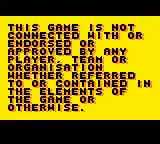 THIS GAME IS NOT
CONNECTED WITH OR
ENDORSED OR
APPROVED BY ANY
PLAYER, TEAM OR
ORGANISATION
WHETHER REFERRED
TO OR CONTAINED IN
THE ELEMENTS OF
THE GAME OR
OTHERWISE.